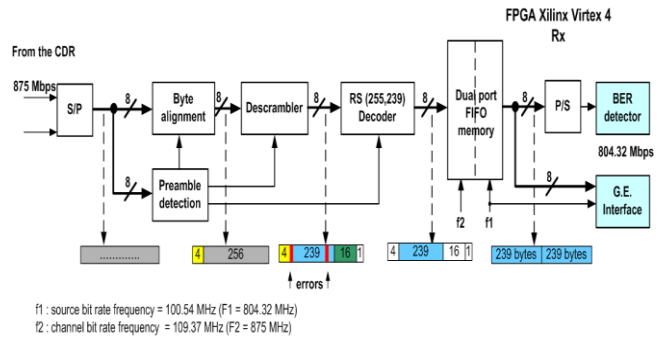 FPGA Xilinx Virtex 4
Rx
From the CDR
875 Mbps
S/P
8
Byte
alignment
8
Descrambler
8
RS (255,239)
Decoder
8
Dual port
FIFO
memory
8
P/S
BER
detector
804.32 Mbps
8
Preamble
detection
8
G.E.
Interface
f2
f1
.............
4
256
4
239
16
1
4
239
16
1
239 bytes
239 bytes
errors
f1 : source bit rate frequency = 100.54 MHz (F1 = 804.32 MHz)
f2 : channel bit rate frequency = 109.37 MHz (F2 = 875 MHz)